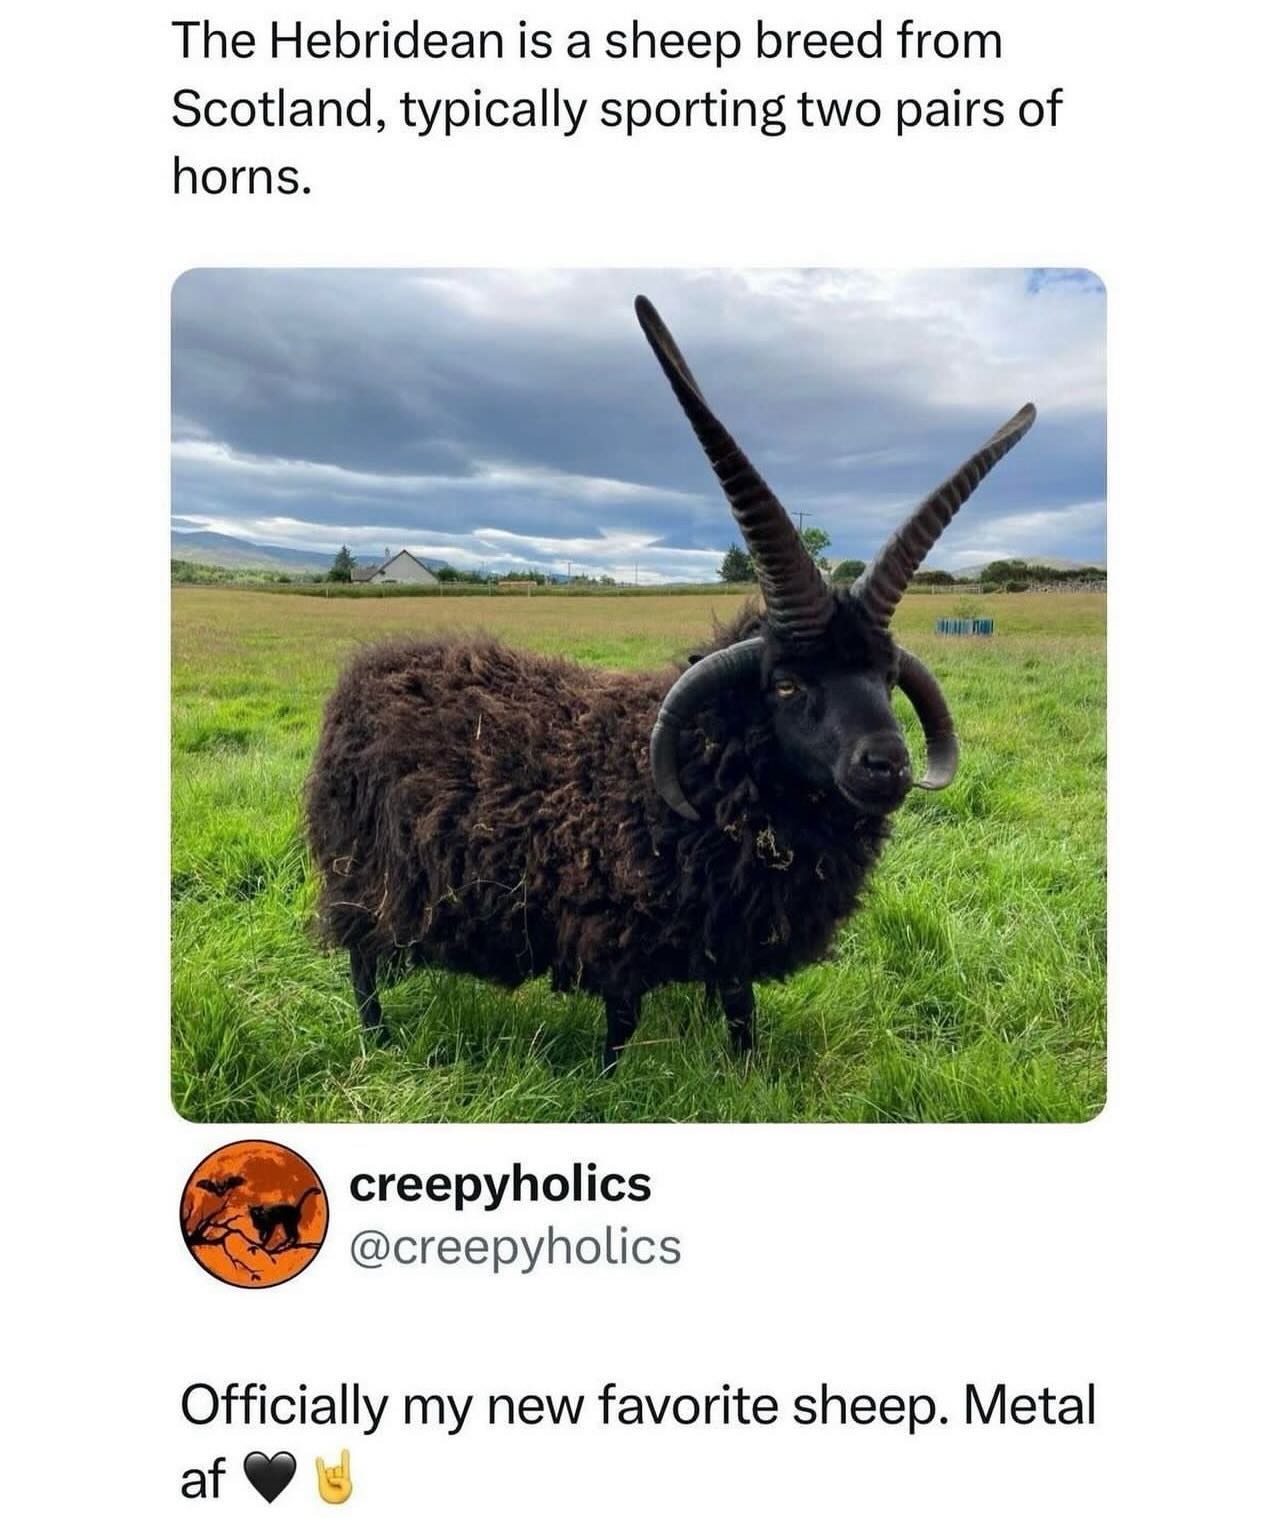 The Hebridean is a sheep breed from
Scotland, typically sporting two pairs of
horns.
creepyholics
@creepyholics
Officially my new favorite sheep. Metal
af 🖤🤘